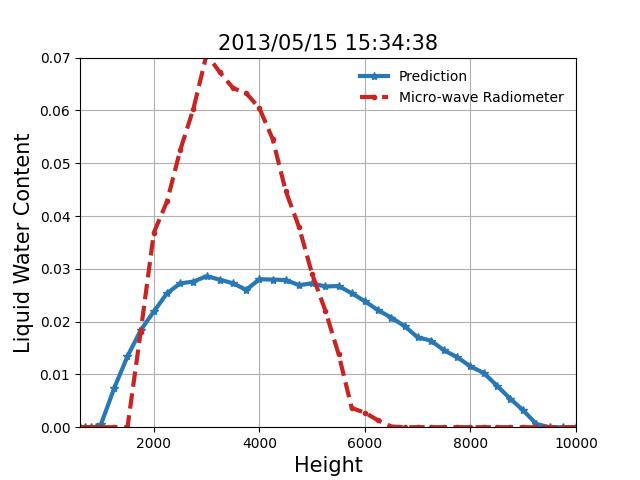 2013/05/15 15:34:38
Prediction
Micro-wave Radiometer
Liquid Water Content
0.07
0.06
0.05
0.04
0.03
0.02
0.01
0.00
2000 4000 6000 8000 10000
Height